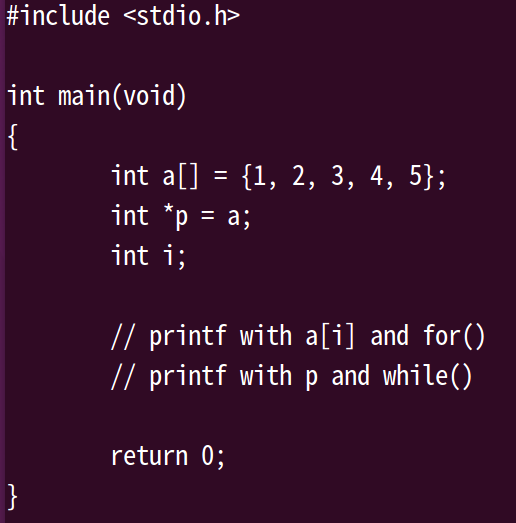 #include <stdio.h>
int main(void)
{
int a[] = {1, 2, 3, 4, 5};
int *p = a;
int i;
// printf with a[i] and for()
// printf with p and while()
return 0;
}